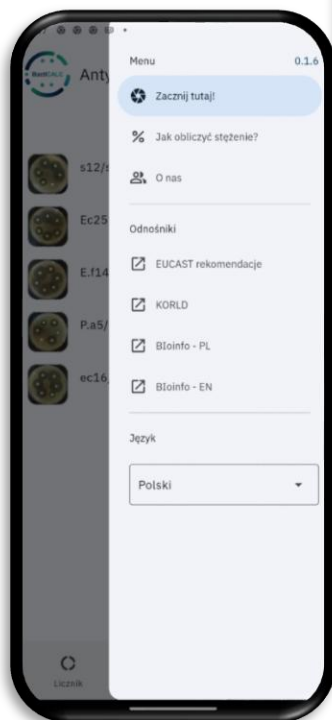 Menu 0.1.6
BactCALC
Anty
Zacznij tutaj!
Jak obliczyć stężenie?
O nas
s12/s
Ec25
E.f14
P.a5/
ec16
Odnośniki
EUCAST rekomendacje
KORLD
BIoinfo - PL
BIoinfo - EN
Język
Polski
Licznik